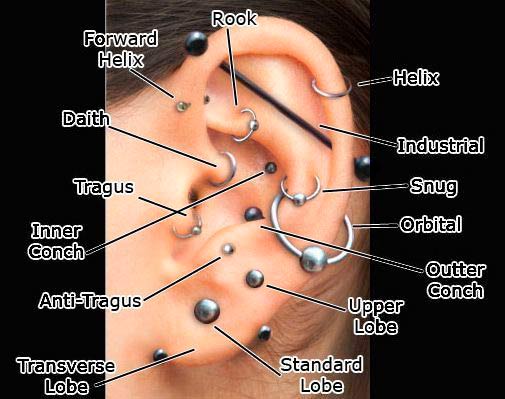 Rook
Forward
Helix
Helix
Daith
Industrial
Tragus
Snug
Inner
Conch
Orbital
Outter
Conch
Anti-Tragus
Upper
Lobe
Transverse
Lobe
Standard
Lobe